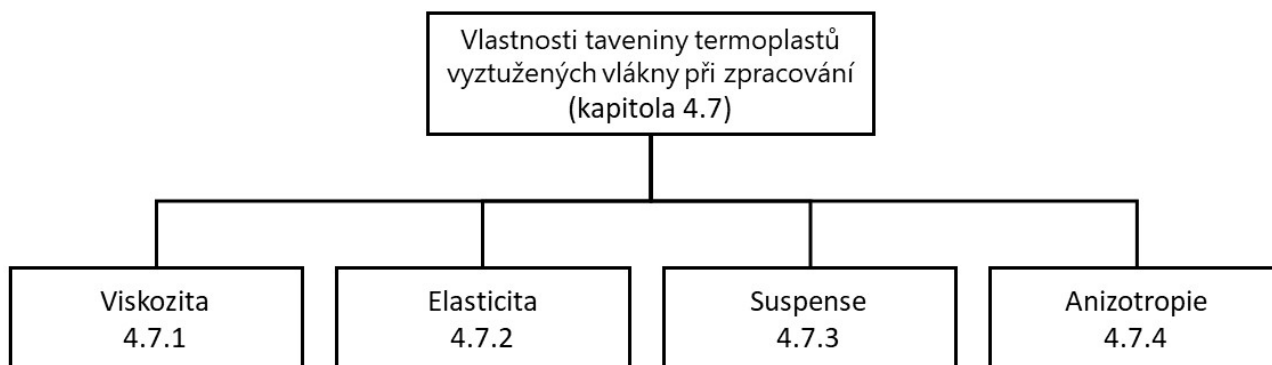 Vlastnosti taveniny termoplastů
vyztužených vlákny při zpracování
(kapitola 4.7)
Viskozita
4.7.1
Elasticita
4.7.2
Suspense
4.7.3
Anizotropie
4.7.4